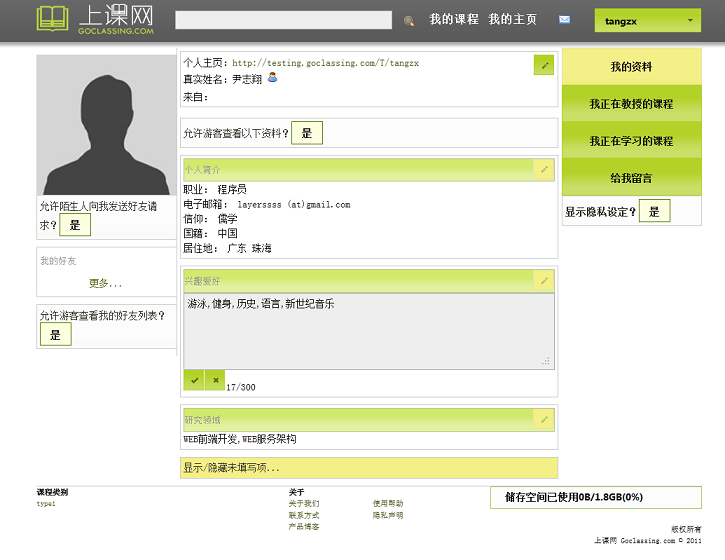 上课网
GOCLASSING.COM
我的课程 我的主页
tangzx
个人主页：http://testing.goclassing.com/T/tangzx
真实姓名：尹志翔
来自：
允许游客查看以下资料？ 是
个人简介
职业： 程序员
电子邮箱： layerssss (at)gmail.com
信仰： 儒学
国籍： 中国
居住地： 广东 珠海
兴趣爱好
游泳,健身,历史,语言,新世纪音乐
17/300
研究领域
WEB前端开发,WEB服务架构
显示/隐藏未填写项...
允许陌生人向我发送好友请
求？ 是
我的好友
更多...
允许游客查看我的好友列表？
是
我的资料
我正在教授的课程
我正在学习的课程
给我留言
显示隐私设定？ 是
课程类别
type1
关于
关于我们 使用帮助
联系方式 隐私声明
产品博客
储存空间已使用0B/1.8GB(0%)
版权所有
上课网 Goclassing.com © 2011